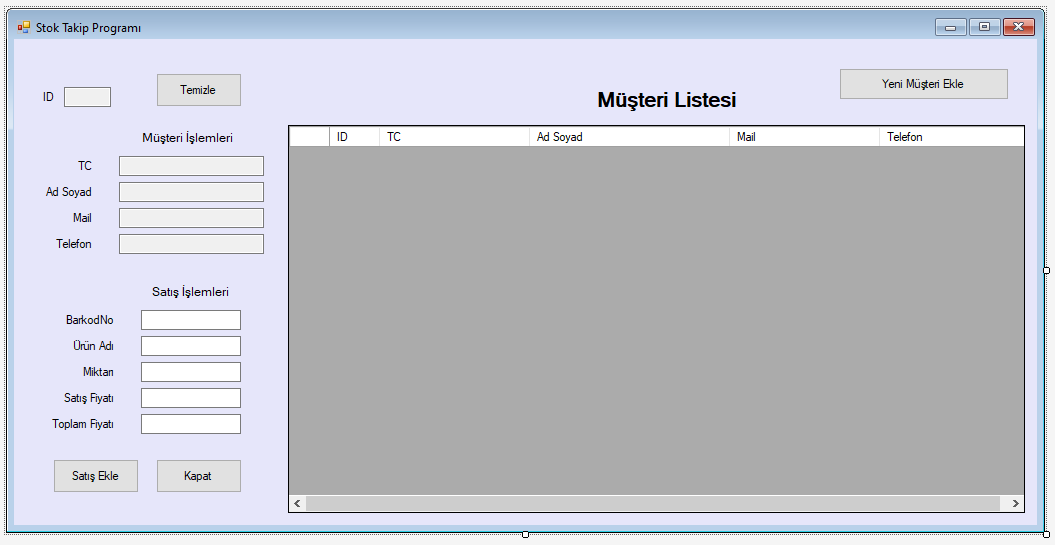 Stok Takip Programı
ID
Temizle
Müşteri Listesi
Yeni Müşteri Ekle
Müşteri İşlemleri
TC
Ad Soyad
Mail
Telefon
Satış İşlemleri
BarkodNo
Ürün Adı
Miktarı
Satış Fiyatı
Toplam Fiyatı
Satış Ekle
Kapat
ID TC Ad Soyad Mail Telefon